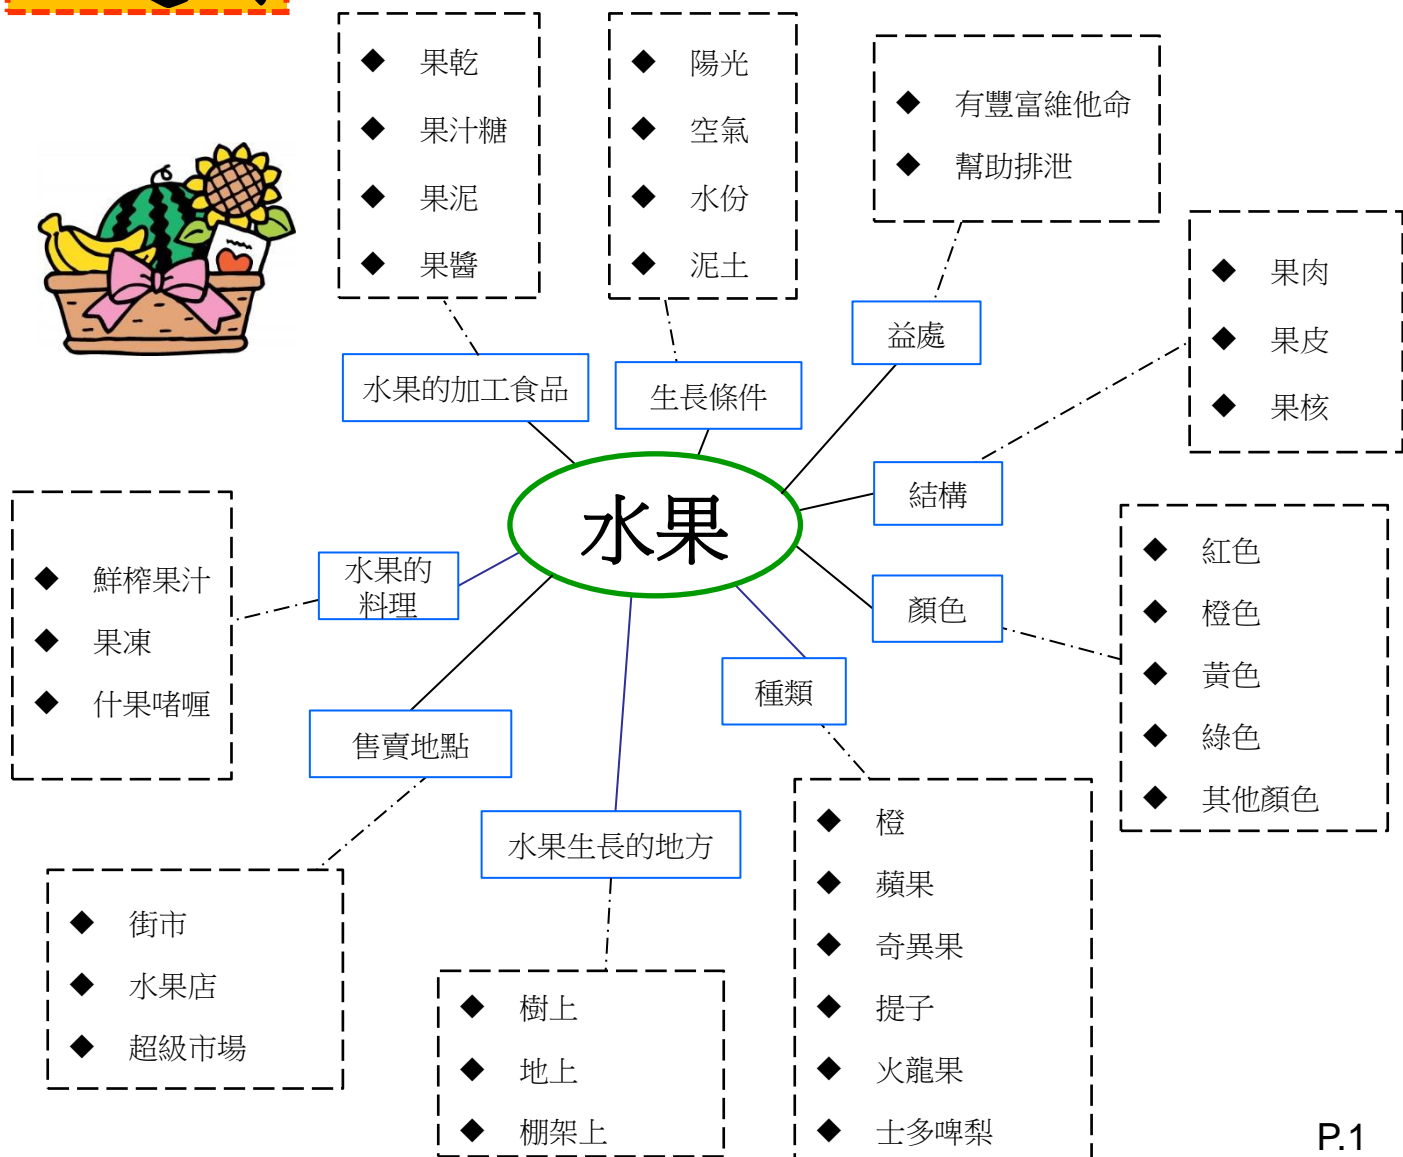 果乾
果汁糖
果泥
果醬
陽光
空氣
水份
泥土
有豐富維他命
幫助排泄
果肉
果皮
果核
益處
水果的加工食品
生長條件
結構
水果
鮮榨果汁
果凍
什果啫喱
水果的
料理
顏色
紅色
橙色
黃色
綠色
其他顏色
種類
售賣地點
水果生長的地方
橙
蘋果
奇異果
提子
火龍果
士多啤梨
街市
水果店
超級市場
樹上
地上
棚架上
P.1